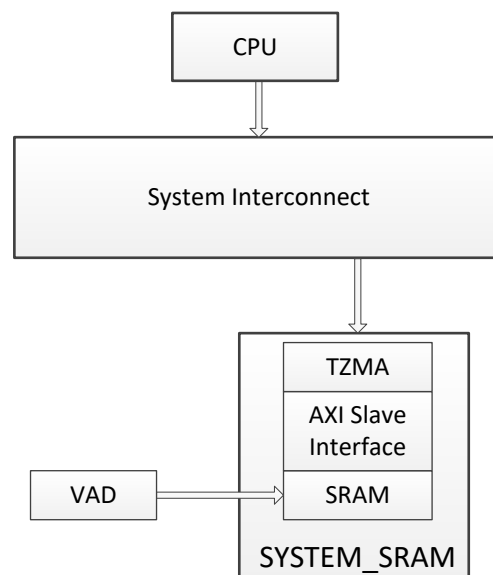 CPU
System Interconnect
TZMA
AXI Slave
Interface
VAD
SRAM
SYSTEM_SRAM